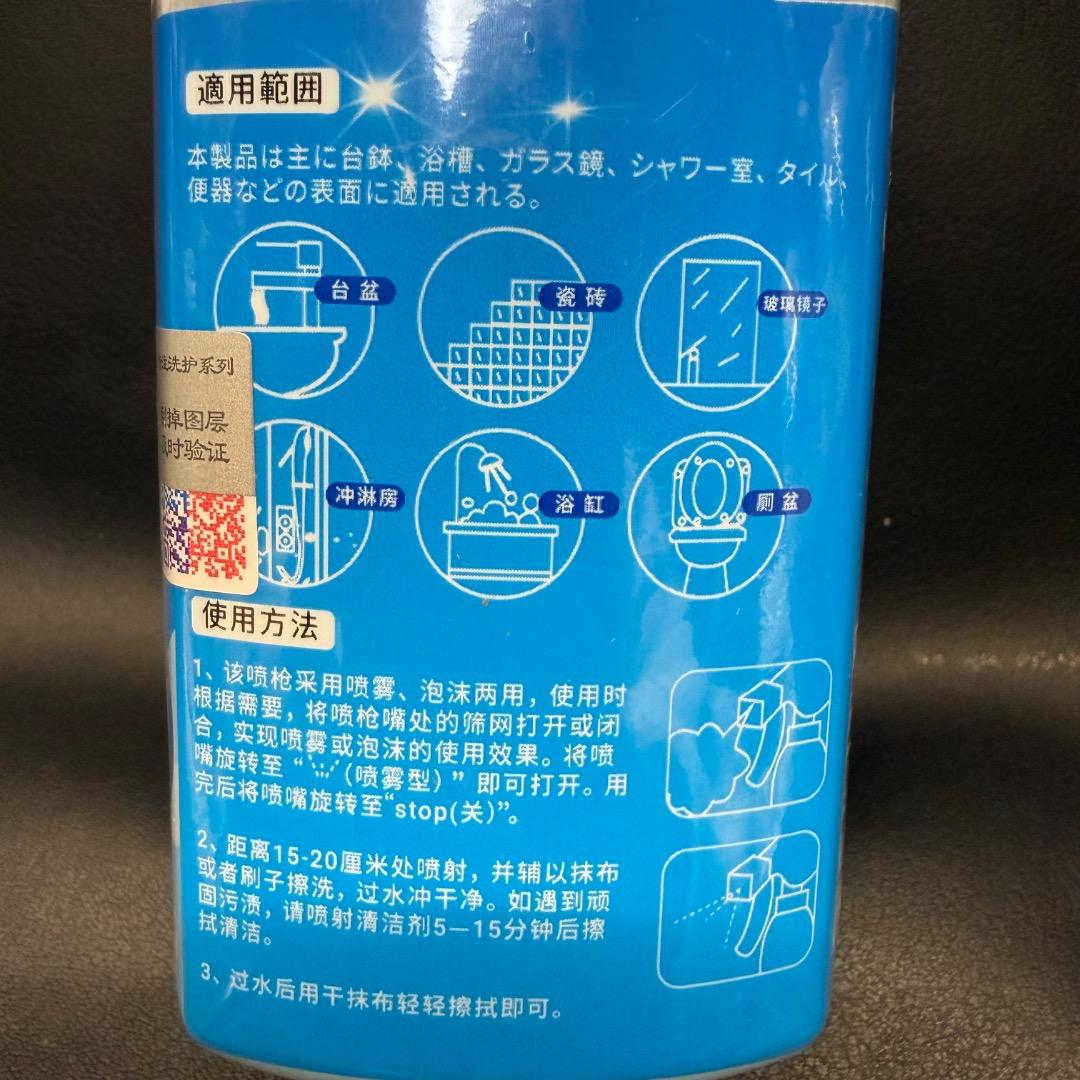 適用範囲
本製品は主に台鉢、浴槽、ガラス鏡、シャワー室、タイル、
便器などの表面に適用される。
台盆
瓷砖
玻璃镜子
洗护系列
掉图层
时验证
冲淋房
浴缸
厕盆
使用方法
1、该喷枪采用喷雾、泡沫两用，使用时
根据需要，将喷枪嘴处的筛网打开或闭
合，实现喷雾或泡沫的使用效果。将喷
嘴旋转至“ (喷雾型)”即可打开。用
完后将喷嘴旋转至“stop(关)”。
2、距离15-20厘米处喷射，并辅以抹布
或者刷子擦洗，过水冲干净。如遇到顽
固污渍，请喷射清洁剂5—15分钟后擦
拭清洁。
3、过水后用干抹布轻轻擦拭即可。